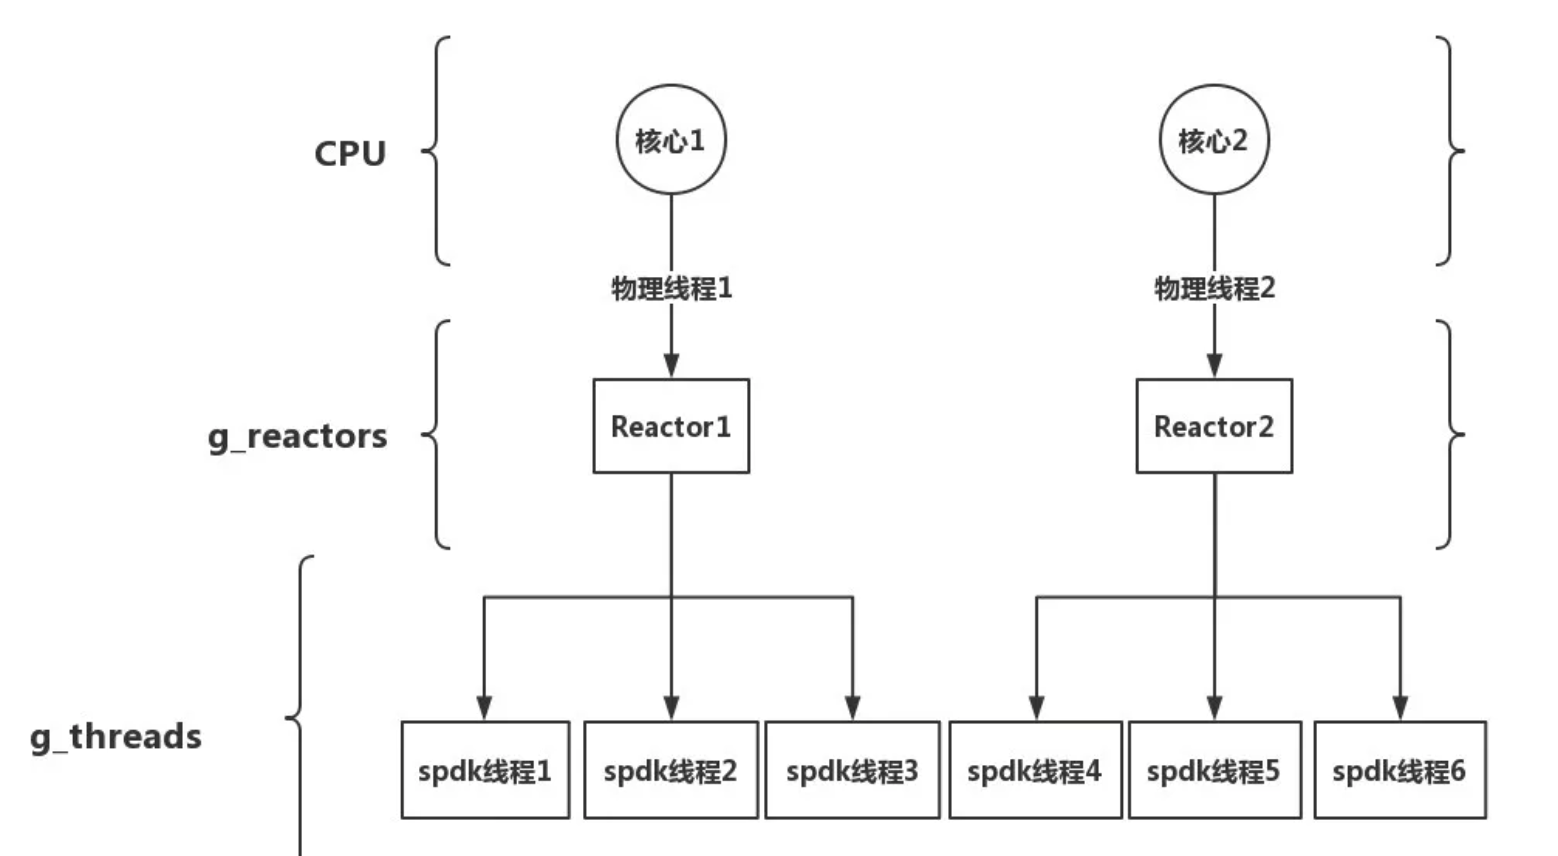 核心1
核心2
CPU
物理线程1
物理线程2
Reactor1
Reactor2
g_reactors
g_threads
spdk线程1
spdk线程2
spdk线程3
spdk线程4
spdk线程5
spdk线程6